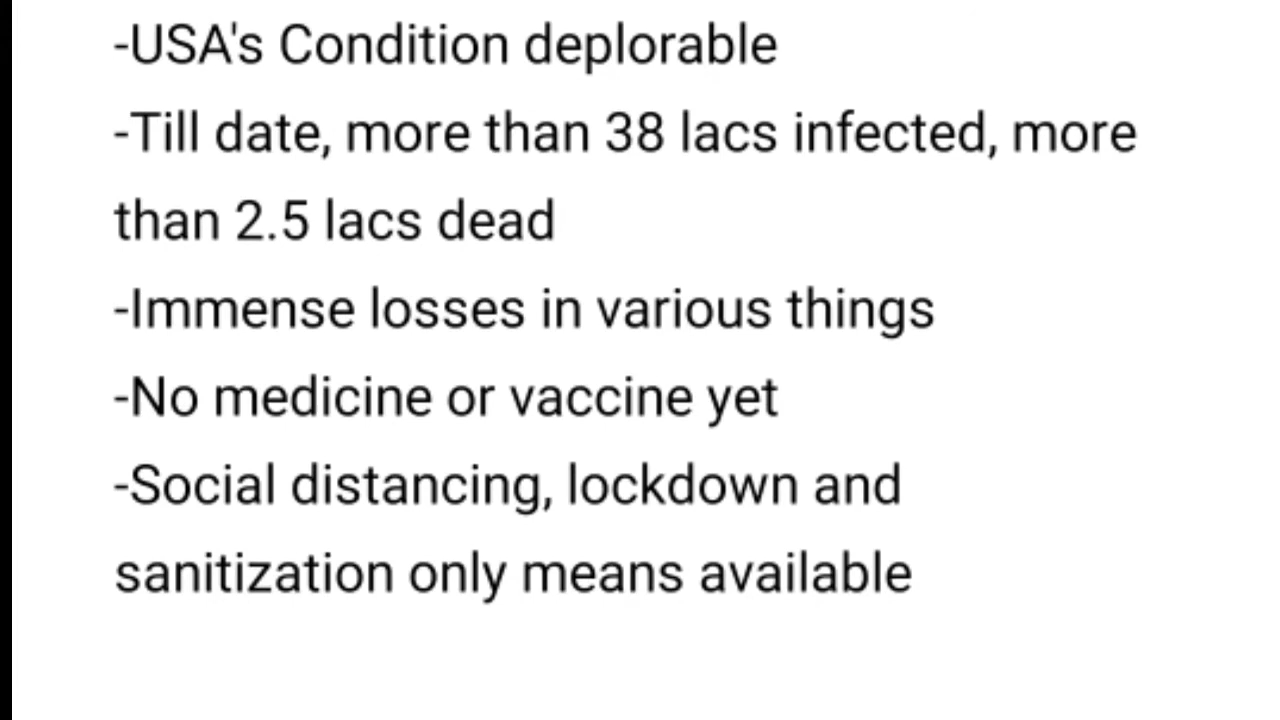 -USA's Condition deplorable
-Till date, more than 38 lacs infected, more
than 2.5 lacs dead
-Immense losses in various things
-No medicine or vaccine yet
-Social distancing, lockdown and
sanitization only means available